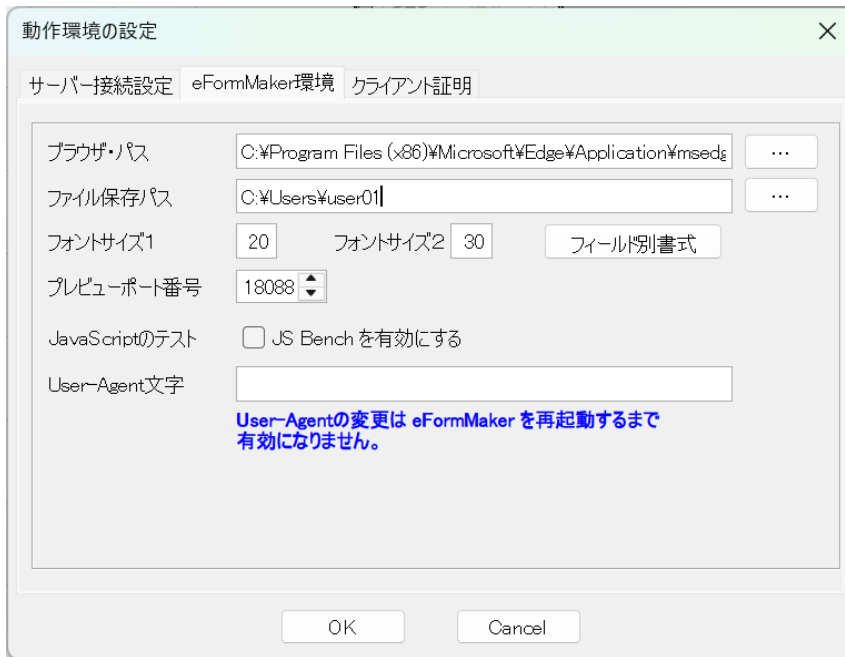 動作環境の設定
サーバー接続設定 eFormMaker環境 クライアント証明
ブラウザ・パス C:¥Program Files (x86)¥Microsoft¥Edge¥Application¥msedg ...
ファイル保存パス C:¥Users¥user01 ...
フォントサイズ1 20 フォントサイズ2 30 フィールド別書式
プレビューポート番号 18088
JavaScriptのテスト JS Bench を有効にする
User-Agent文字
User-Agentの変更は eFormMaker を再起動するまで
有効になりません。
OK Cancel